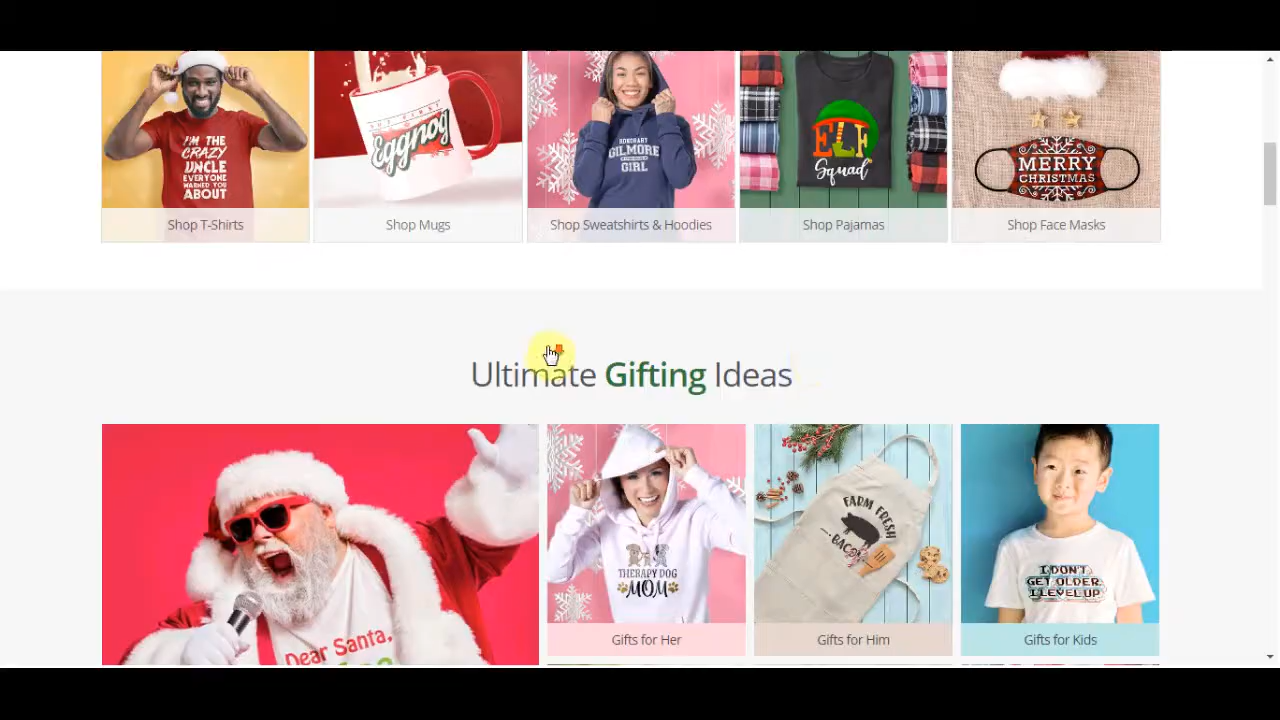 I'M THE
CRAZY
UNCLE
EVERYONE
WARNED YOU
ABOUT
Eggnog
GILMORE
GIRL
ELF
Squad
MERRY
CHRISTMAS
Shop T-Shirts
Shop Mugs
Shop Sweatshirts & Hoodies
Shop Pajamas
Shop Face Masks
Ultimate Gifting Ideas
Dear Santa,
THERAPY DOG
MOM
FARM FRESH
BACON
I DON'T
GET OLDER
I LEVEL UP
Gifts for Her
Gifts for Him
Gifts for Kids